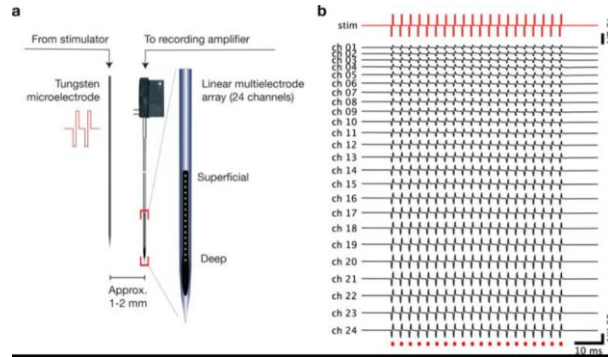 a
From stimulator
To recording amplifier
Tungsten
microelectrode
Linear multielectrode
array (24 channels)
Superficial
Deep
Approx.
1-2 mm
b
stim
ch 01
ch 02
ch 03
ch 04
ch 05
ch 06
ch 07
ch 08
ch 09
ch 10
ch 11
ch 12
ch 13
ch 14
ch 15
ch 16
ch 17
ch 18
ch 19
ch 20
ch 21
ch 22
ch 23
ch 24
10 ms